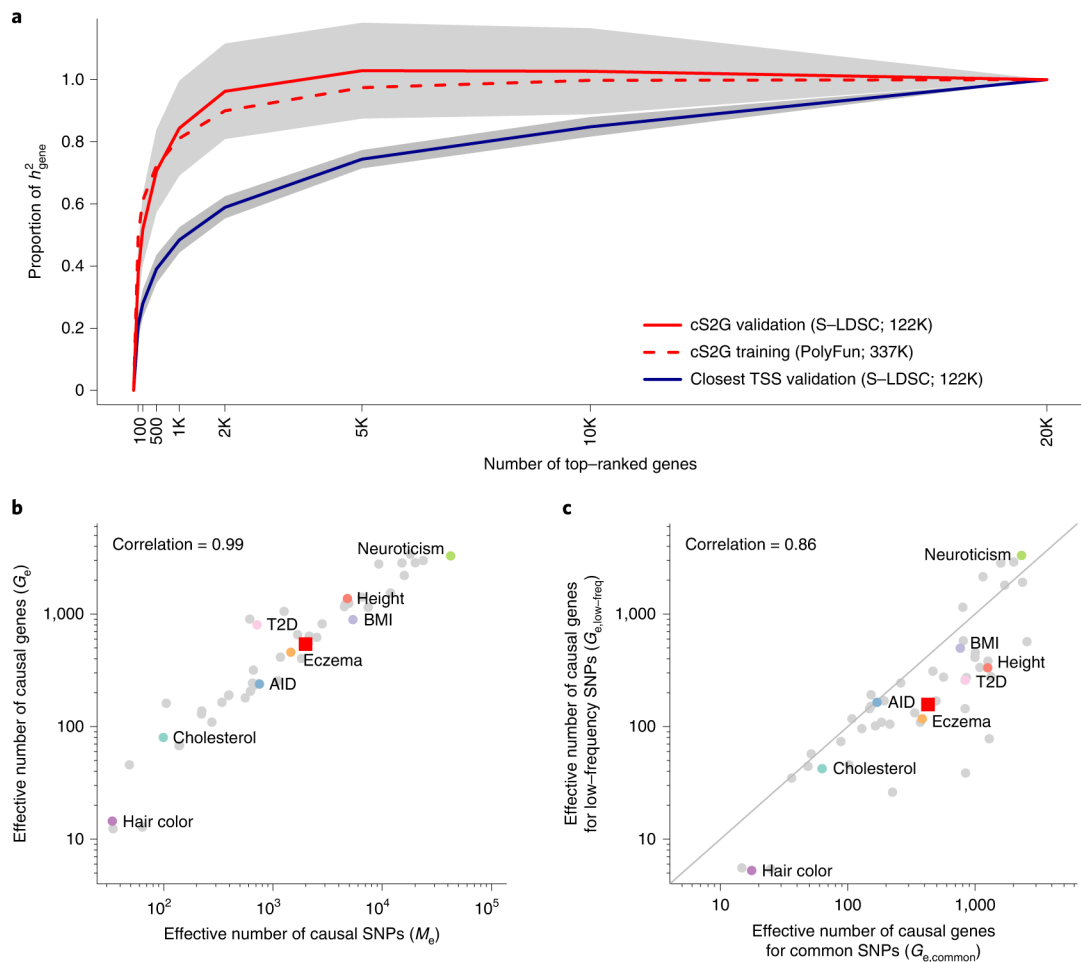 a
Proportion of h²gene
1.0
0.8
0.6
0.4
0.2
0
cS2G validation (S–LDSC; 122K)
cS2G training (PolyFun; 337K)
Closest TSS validation (S–LDSC; 122K)
100
500
1K
2K
5K
10K
20K
Number of top–ranked genes
b
Correlation = 0.99
Effective number of causal genes (Ge)
1,000
100
10
Neuroticism
Height
BMI
T2D
Eczema
AID
Cholesterol
Hair color
10²
10³
10⁴
10⁵
Effective number of causal SNPs (Me)
c
Correlation = 0.86
Effective number of causal genes
for low–frequency SNPs (Ge,low–freq)
1,000
100
10
Neuroticism
BMI
Height
T2D
AID
Eczema
Cholesterol
Hair color
10
100
1,000
Effective number of causal genes
for common SNPs (Ge,common)